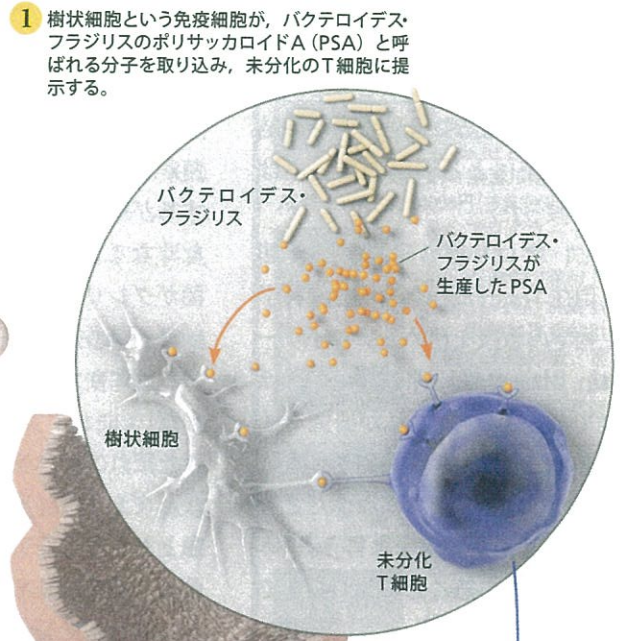 1 樹状細胞という免疫細胞が，バクテロイデス・
フラジリスのポリサッカロイドA（PSA）と呼
ばれる分子を取り込み，未分化のT細胞に提
示する。
バクテロイデス・
フラジリス
バクテロイデス・
フラジリスが
生産したPSA
樹状細胞
未分化
T細胞